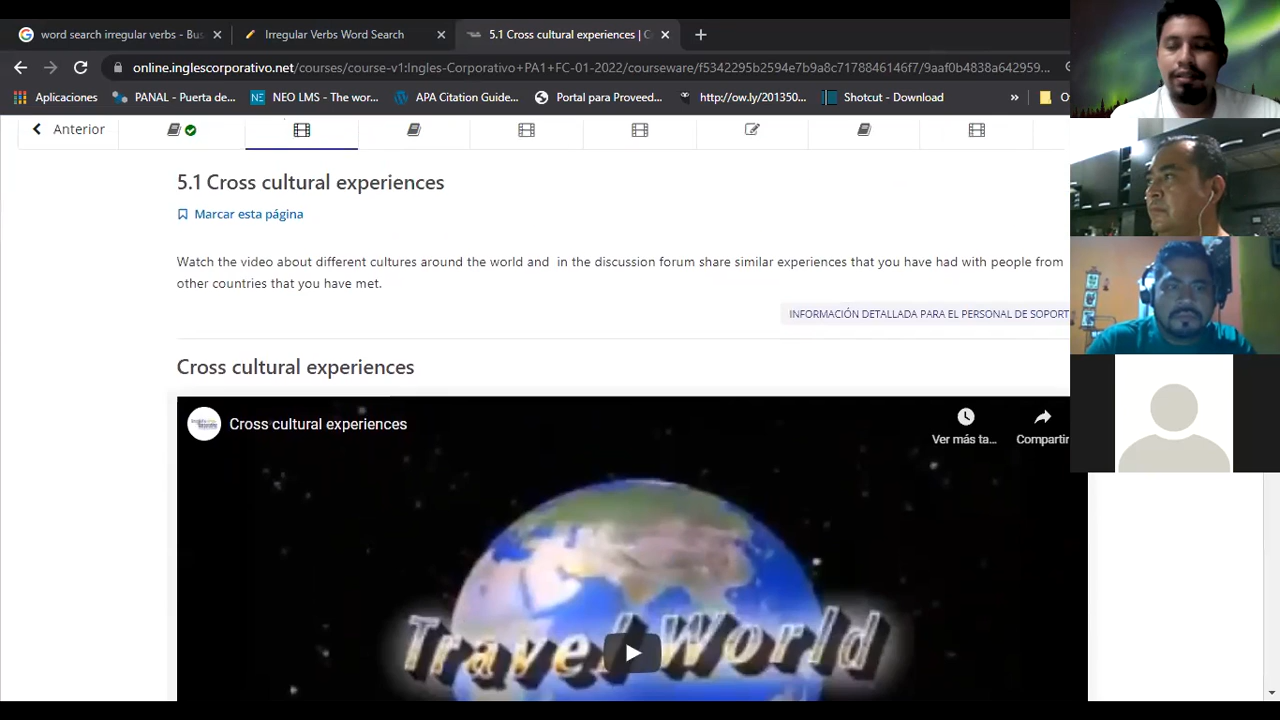 word search irregular verbs - Bus
Irregular Verbs Word Search
5.1 Cross cultural experiences | C
online.inglescorporativo.net/courses/course-v1:Ingles-Corporativo+PA1+FC-01-2022/courseware/f5342295b2594e7b9a8c7178846146f7/9aaf0b4838a642959...
Aplicaciones
PANAL - Puerta de...
NEO LMS - The wor...
APA Citation Guide...
Portal para Proveed...
http://ow.ly/201350...
Shotcut - Download
»
Anterior
5.1 Cross cultural experiences
Marcar esta página
Watch the video about different cultures around the world and in the discussion forum share similar experiences that you have had with people from
other countries that you have met.
INFORMACIÓN DETALLADA PARA EL PERSONAL DE SOPORT
Cross cultural experiences
Cross cultural experiences
Ver más ta...
Compartir
Travel World